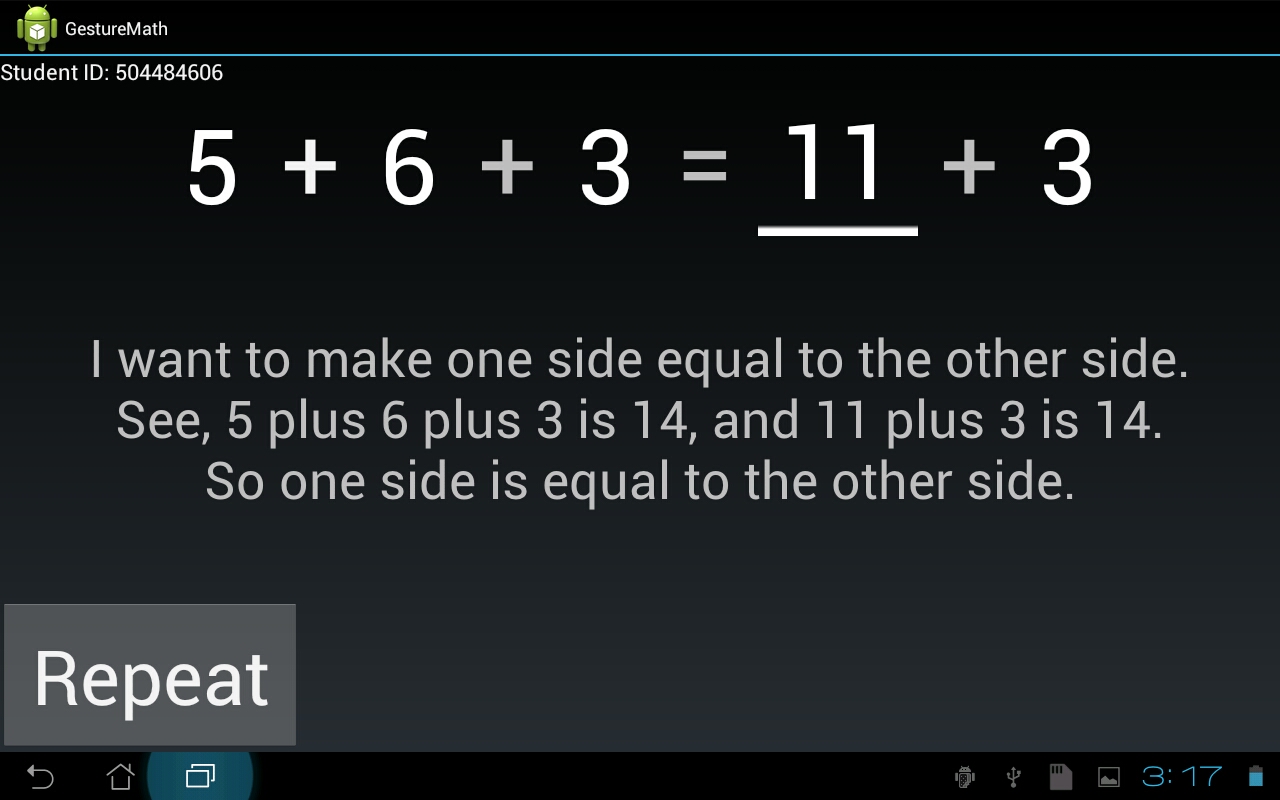 GestureMath
Student ID: 504484606
5 + 6 + 3 = 11 + 3
I want to make one side equal to the other side.
See, 5 plus 6 plus 3 is 14, and 11 plus 3 is 14.
So one side is equal to the other side.
Repeat
3:17